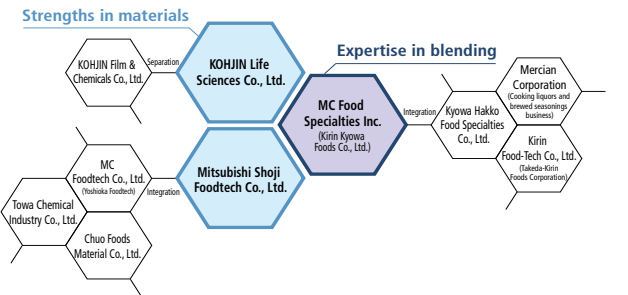 Strengths in materials
KOHJIN Film &
Chemicals Co., Ltd.
Separation
KOHJIN Life
Sciences Co., Ltd.
Expertise in blending
MC Food
Specialties Inc.
(Kirin Kyowa
Foods Co., Ltd.)
Integration
Kyowa Hakko
Food Specialties
Co., Ltd.
Mercian
Corporation
(Cooking liquors and
brewed seasonings
business)
Kirin
Food-Tech Co., Ltd.
(Takeda-Kirin
Foods Corporation)
Mitsubishi Shoji
Foodtech Co., Ltd.
Integration
MC
Foodtech Co., Ltd.
(Yoshioka Foodtech)
Towa Chemical
Industry Co., Ltd.
Chuo Foods
Material Co., Ltd.